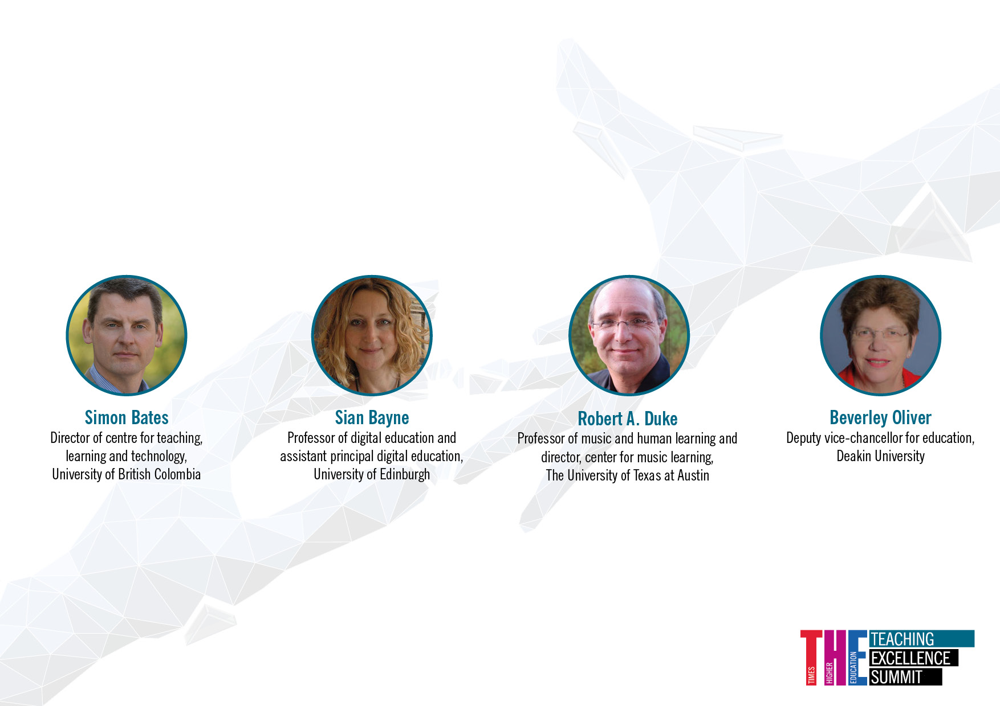 Simon Bates
Director of centre for teaching,
learning and technology,
University of British Colombia
Sian Bayne
Professor of digital education and
assistant principal digital education,
University of Edinburgh
Robert A. Duke
Professor of music and human learning and
director, center for music learning,
The University of Texas at Austin
Beverley Oliver
Deputy vice-chancellor for education,
Deakin University
THE
TIMES
HIGHER
EDUCATION
TEACHING
EXCELLENCE
SUMMIT